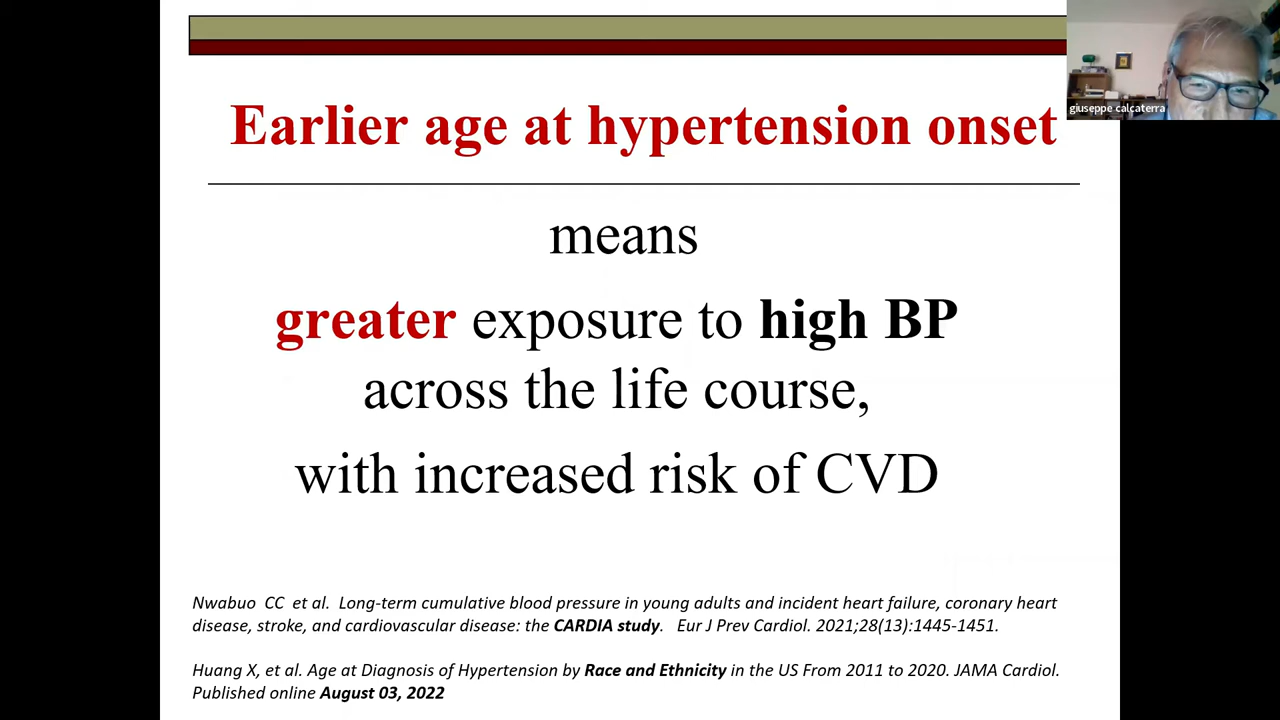 giuseppe calcaterra
Earlier age at hypertension onset
means
greater exposure to high BP
across the life course,
with increased risk of CVD
Nwabuo CC et al. Long-term cumulative blood pressure in young adults and incident heart failure, coronary heart
disease, stroke, and cardiovascular disease: the CARDIA study. Eur J Prev Cardiol. 2021;28(13):1445-1451.
Huang X, et al. Age at Diagnosis of Hypertension by Race and Ethnicity in the US From 2011 to 2020. JAMA Cardiol.
Published online August 03, 2022